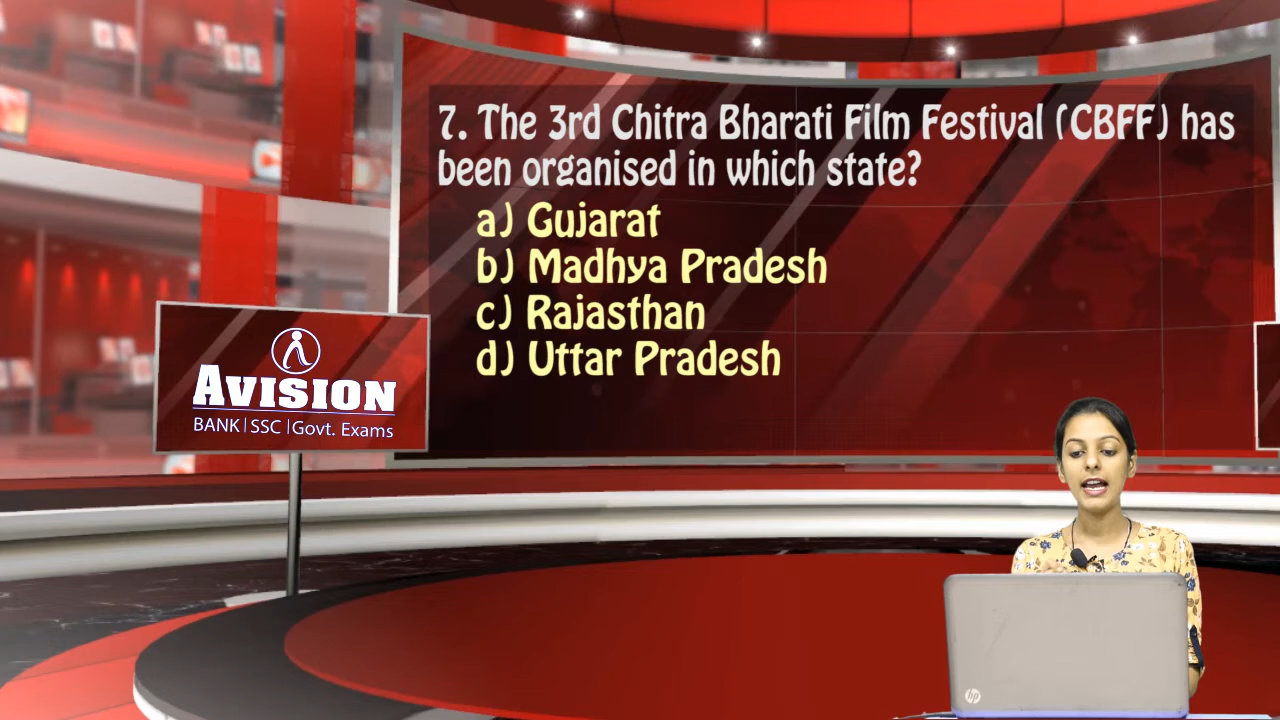 7. The 3rd Chitra Bharati Film Festival (CBFF) has
been organised in which state?
a) Gujarat
b) Madhya Pradesh
c) Rajasthan
d) Uttar Pradesh
AVISION
BANK|SSC|Govt. Exams
hp